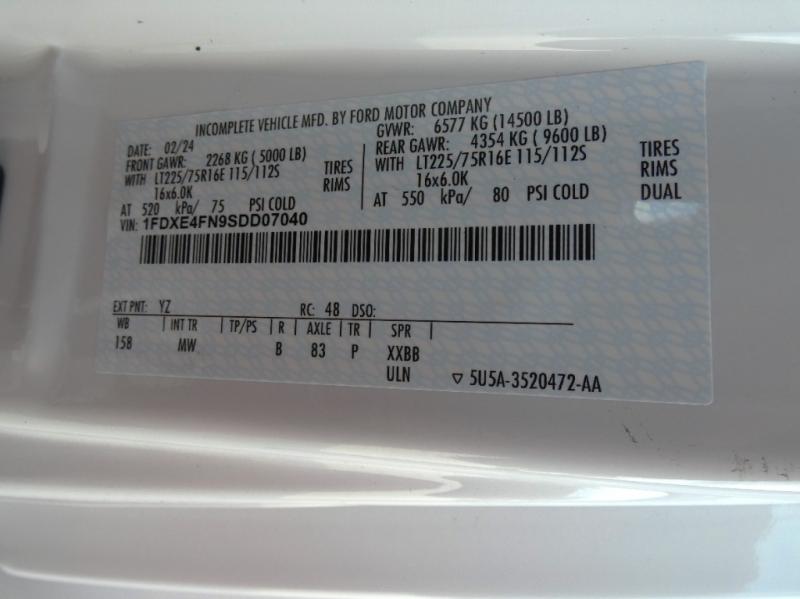 INCOMPLETE VEHICLE MFD. BY FORD MOTOR COMPANY
DATE: 02/24 GVWR: 6577 KG (14500 LB)
FRONT GAWR: 2268 KG ( 5000 LB) REAR GAWR: 4354 KG ( 9600 LB)
WITH LT225/75R16E 115/112S TIRES WITH LT225/75R16E 115/112S TIRES
16x6.0K RIMS 16x6.0K RIMS
AT 520 kPa/ 75 PSI COLD AT 550 kPa/ 80 PSI COLD DUAL
VIN: 1FDXE4FN9SDD07040
EXT PNT: YZ RC: 48 DSO:
WB INT TR TP/PS R AXLE TR SPR
158 MW B 83 P XXBB
ULN ▽ 5U5A-3520472-AA